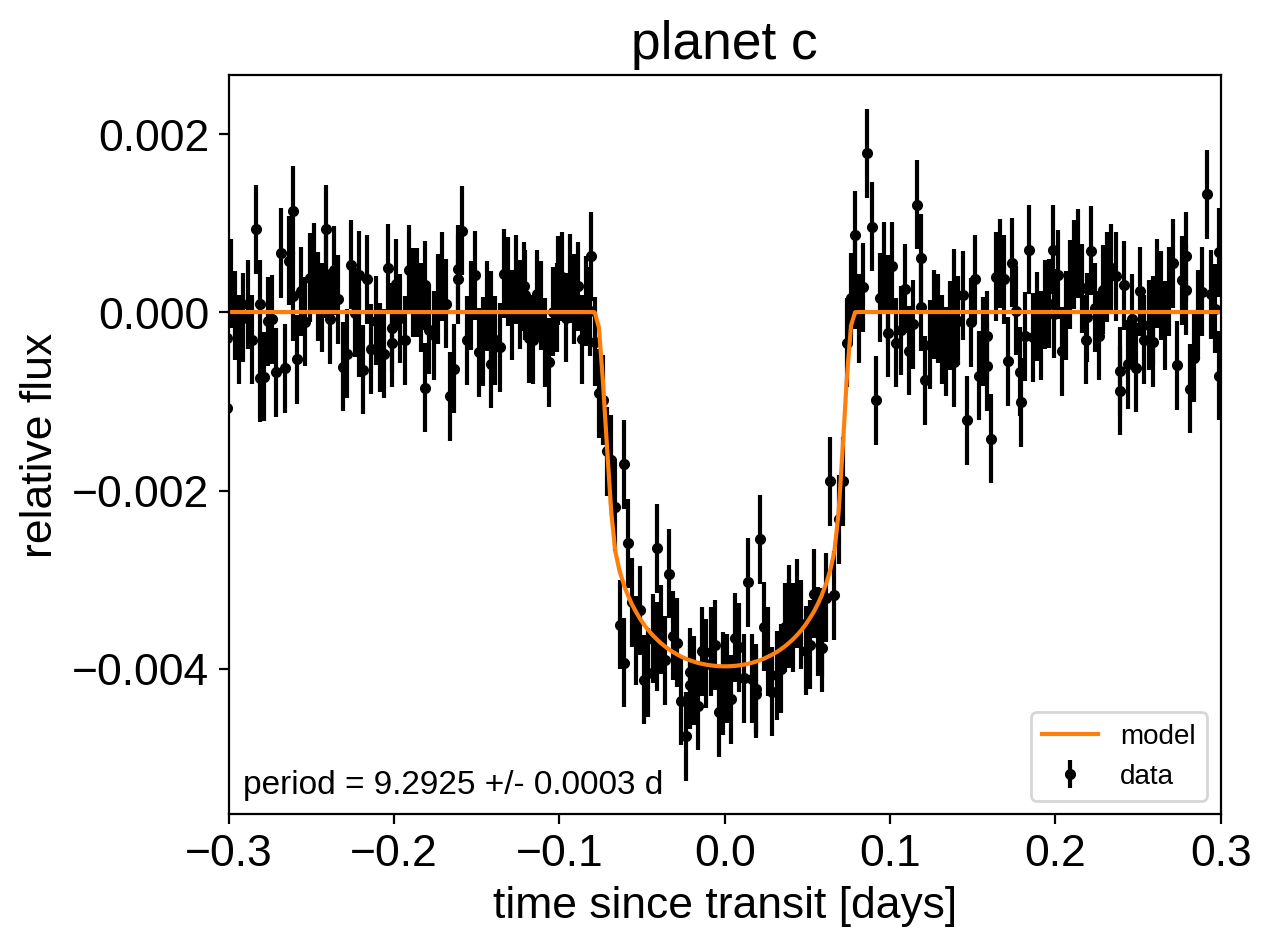 planet c
relative flux
0.002
0.000
−0.002
−0.004
period = 9.2925 +/- 0.0003 d
model
data
−0.3 −0.2 −0.1 0.0 0.1 0.2 0.3
time since transit [days]